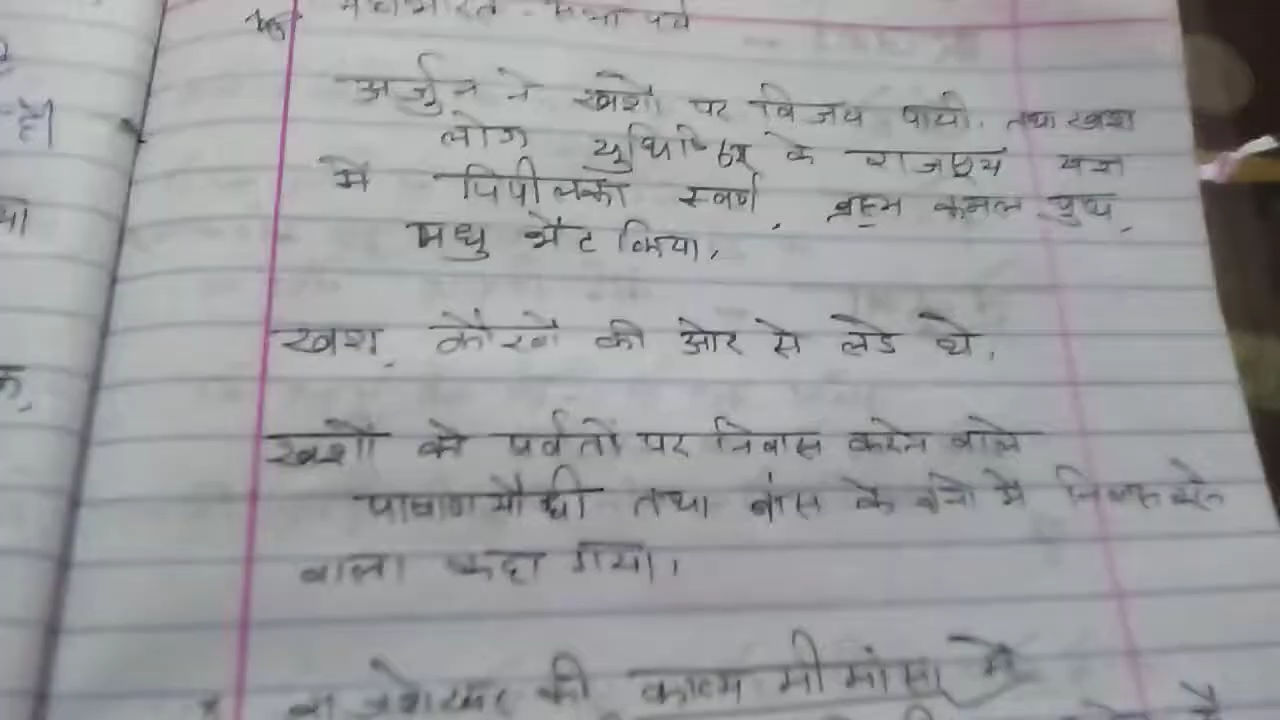 महाभारत - सभा पर्व
अर्जुन ने खशों पर विजय पायी, तथा खश
लोग युधिष्ठिर के राजसूय यज्ञ
में पिपीलका स्वर्ण, ब्रह्म कमल पुष्प,
मधु भेंट किया,
खश, कौरवों की ओर से लडे थे,
खशों को पर्वतों पर निवास करने वाले
पाषाण यौधी तथा बांस के वनों में निवास करने
वाला कहा गया।
राजशेखर की काव्य मीमांसा में